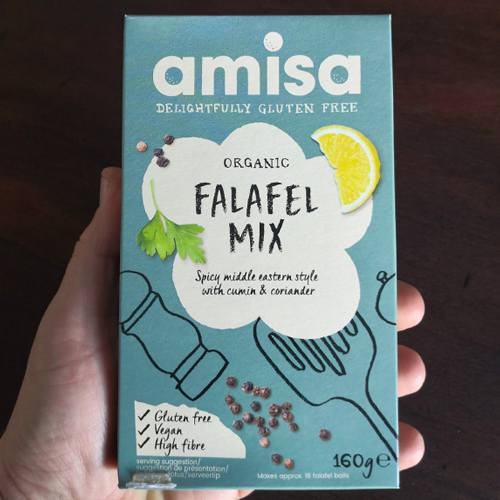 amisa
DELIGHTFULLY GLUTEN FREE
ORGANIC
FALAFEL
MIX
Spicy middle eastern style
with cumin & coriander
✓ Gluten free
✓ Vegan
✓ High fibre
serving suggestion/
suggestion de présentation/
serveertip
160g e
Makes approx. 16 falafel balls